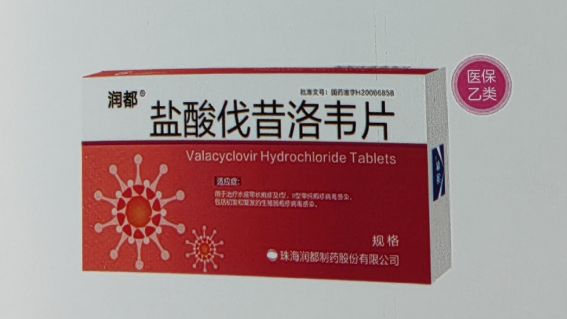 润都®
批准文号：国药准字H20066858
盐酸伐昔洛韦片
Valacyclovir Hydrochloride Tablets
适应症：
用于治疗水痘带状疱疹及Ⅰ型、Ⅱ型单纯疱疹病毒感染，
包括初发和复发的生殖器疱疹病毒感染。
规格
珠海润都制药股份有限公司
医保
乙类